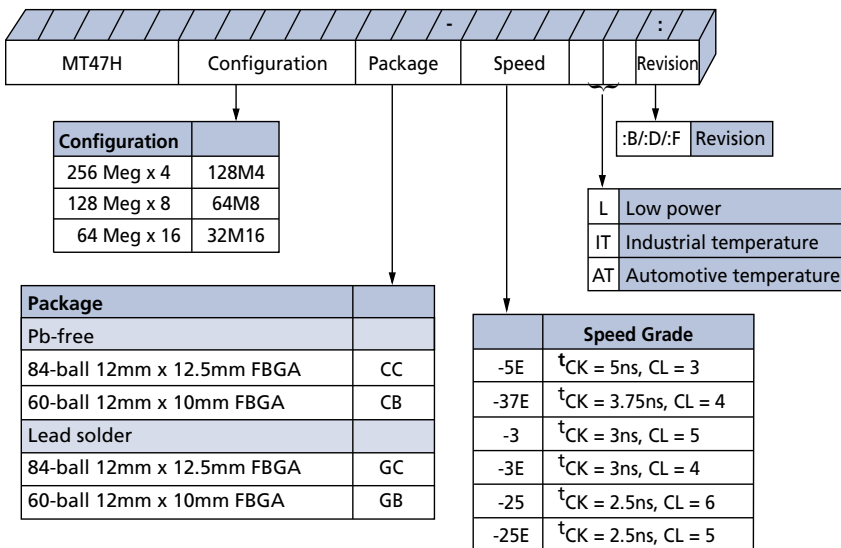 - :
MT47H Configuration Package Speed Revision
Configuration
256 Meg x 4 128M4
128 Meg x 8 64M8
64 Meg x 16 32M16
:B/:D/:F Revision
L Low power
IT Industrial temperature
AT Automotive temperature
Package
Pb-free
84-ball 12mm x 12.5mm FBGA CC
60-ball 12mm x 10mm FBGA CB
Lead solder
84-ball 12mm x 12.5mm FBGA GC
60-ball 12mm x 10mm FBGA GB
Speed Grade
-5E tCK = 5ns, CL = 3
-37E tCK = 3.75ns, CL = 4
-3 tCK = 3ns, CL = 5
-3E tCK = 3ns, CL = 4
-25 tCK = 2.5ns, CL = 6
-25E tCK = 2.5ns, CL = 5